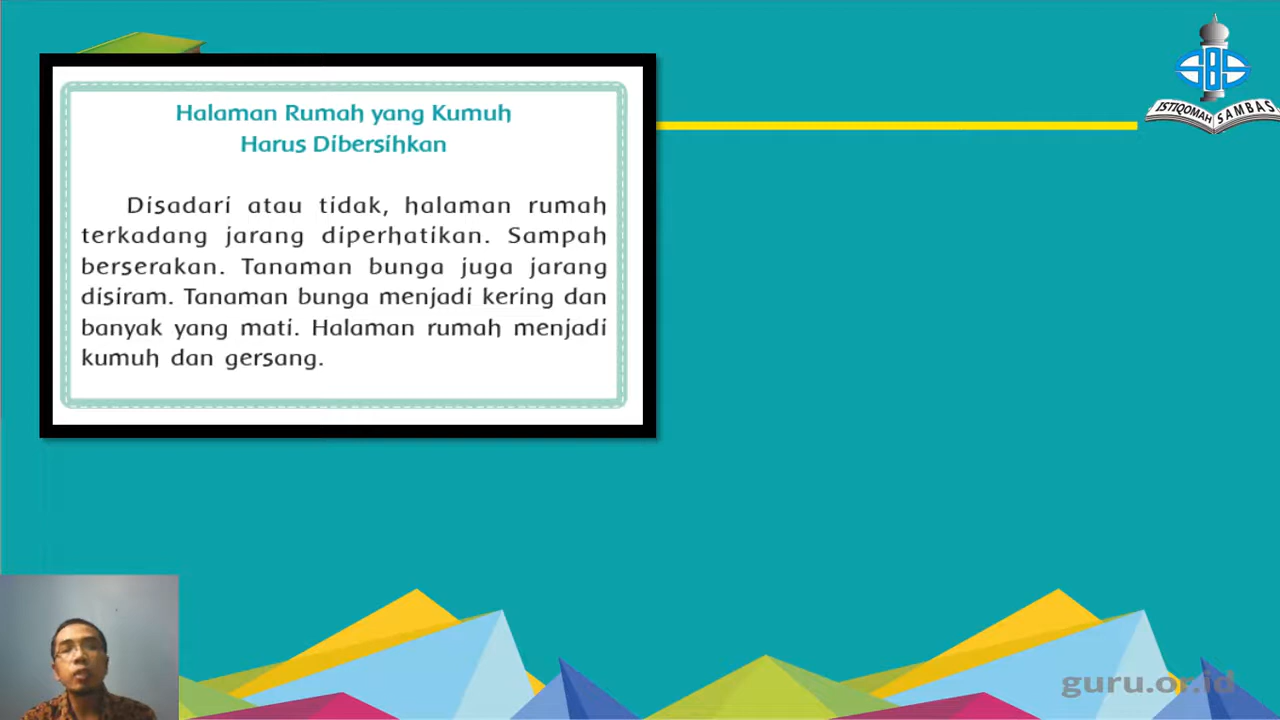 Halaman Rumah yang Kumuh
Harus Dibersihkan
Disadari atau tidak, halaman rumah
terkadang jarang diperhatikan. Sampah
berserakan. Tanaman bunga juga jarang
disiram. Tanaman bunga menjadi kering dan
banyak yang mati. Halaman rumah menjadi
kumuh dan gersang.
SBS
ISTIQOMAH SAMBAS
guru.or.id